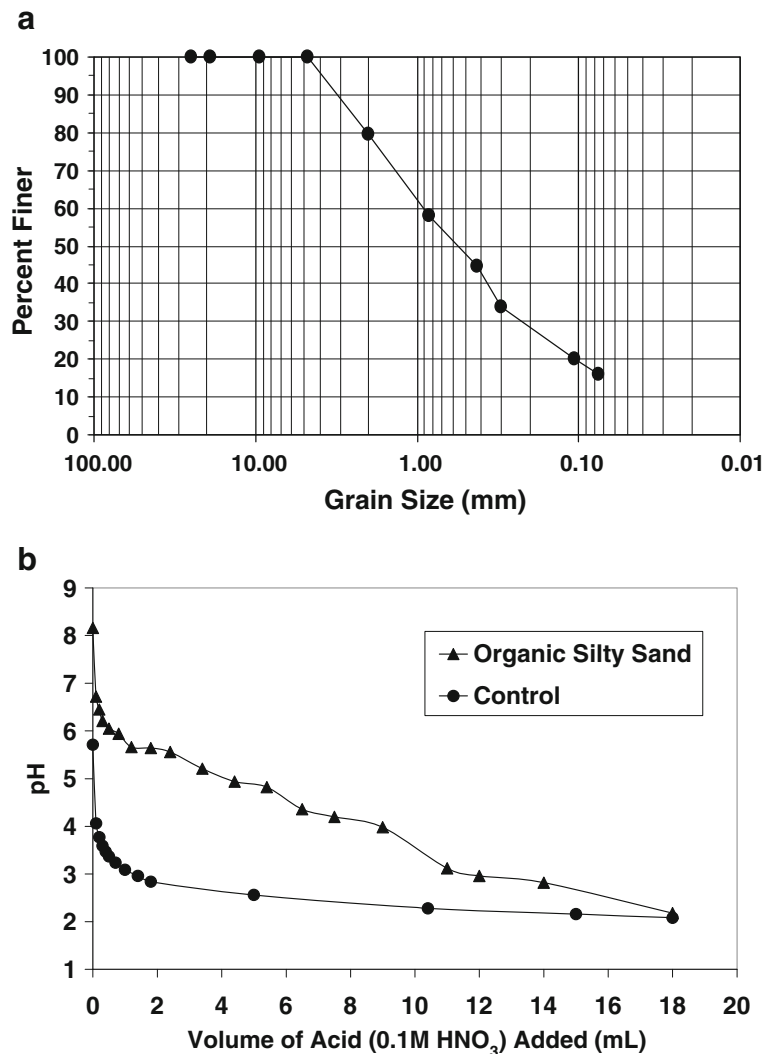 a
100
90
80
70
60
50
40
30
20
10
0
Percent Finer
100.00 10.00 1.00 0.10 0.01
Grain Size (mm)
b
9
8
7
6
5
4
3
2
1
pH
Organic Silty Sand
Control
0 2 4 6 8 10 12 14 16 18 20
Volume of Acid (0.1M HNO₃) Added (mL)